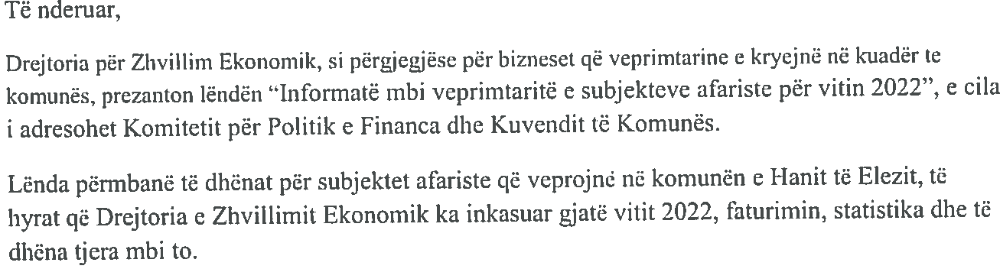 Të nderuar,
Drejtoria për Zhvillim Ekonomik, si përgjegjëse për bizneset që veprimtarine e kryejnë në kuadër te
komunës, prezanton lëndën “Informatë mbi veprimtaritë e subjekteve afariste për vitin 2022”, e cila
i adresohet Komitetit për Politik e Financa dhe Kuvendit të Komunës.
Lënda përmbanë të dhënat për subjektet afariste që veprojnë në komunën e Hanit të Elezit, të
hyrat që Drejtoria e Zhvillimit Ekonomik ka inkasuar gjatë vitit 2022, faturimin, statistika dhe të
dhëna tjera mbi to.